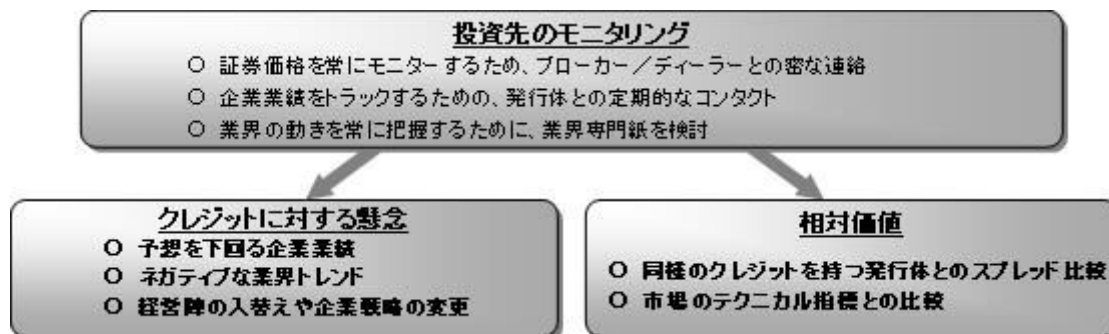 投資先のモニタリング
○ 証券価格を常にモニターするため、ブローカー／ディーラーとの密な連絡
○ 企業業績をトラックするための、発行体との定期的なコンタクト
○ 業界の動きを常に把握するために、業界専門紙を検討
クレジットに対する懸念
○ 予想を下回る企業業績
○ ネガティブな業界トレンド
○ 経営陣の入替えや企業戦略の変更
相対価値
○ 同様のクレジットを持つ発行体とのスプレッド比較
○ 市場のテクニカル指標との比較